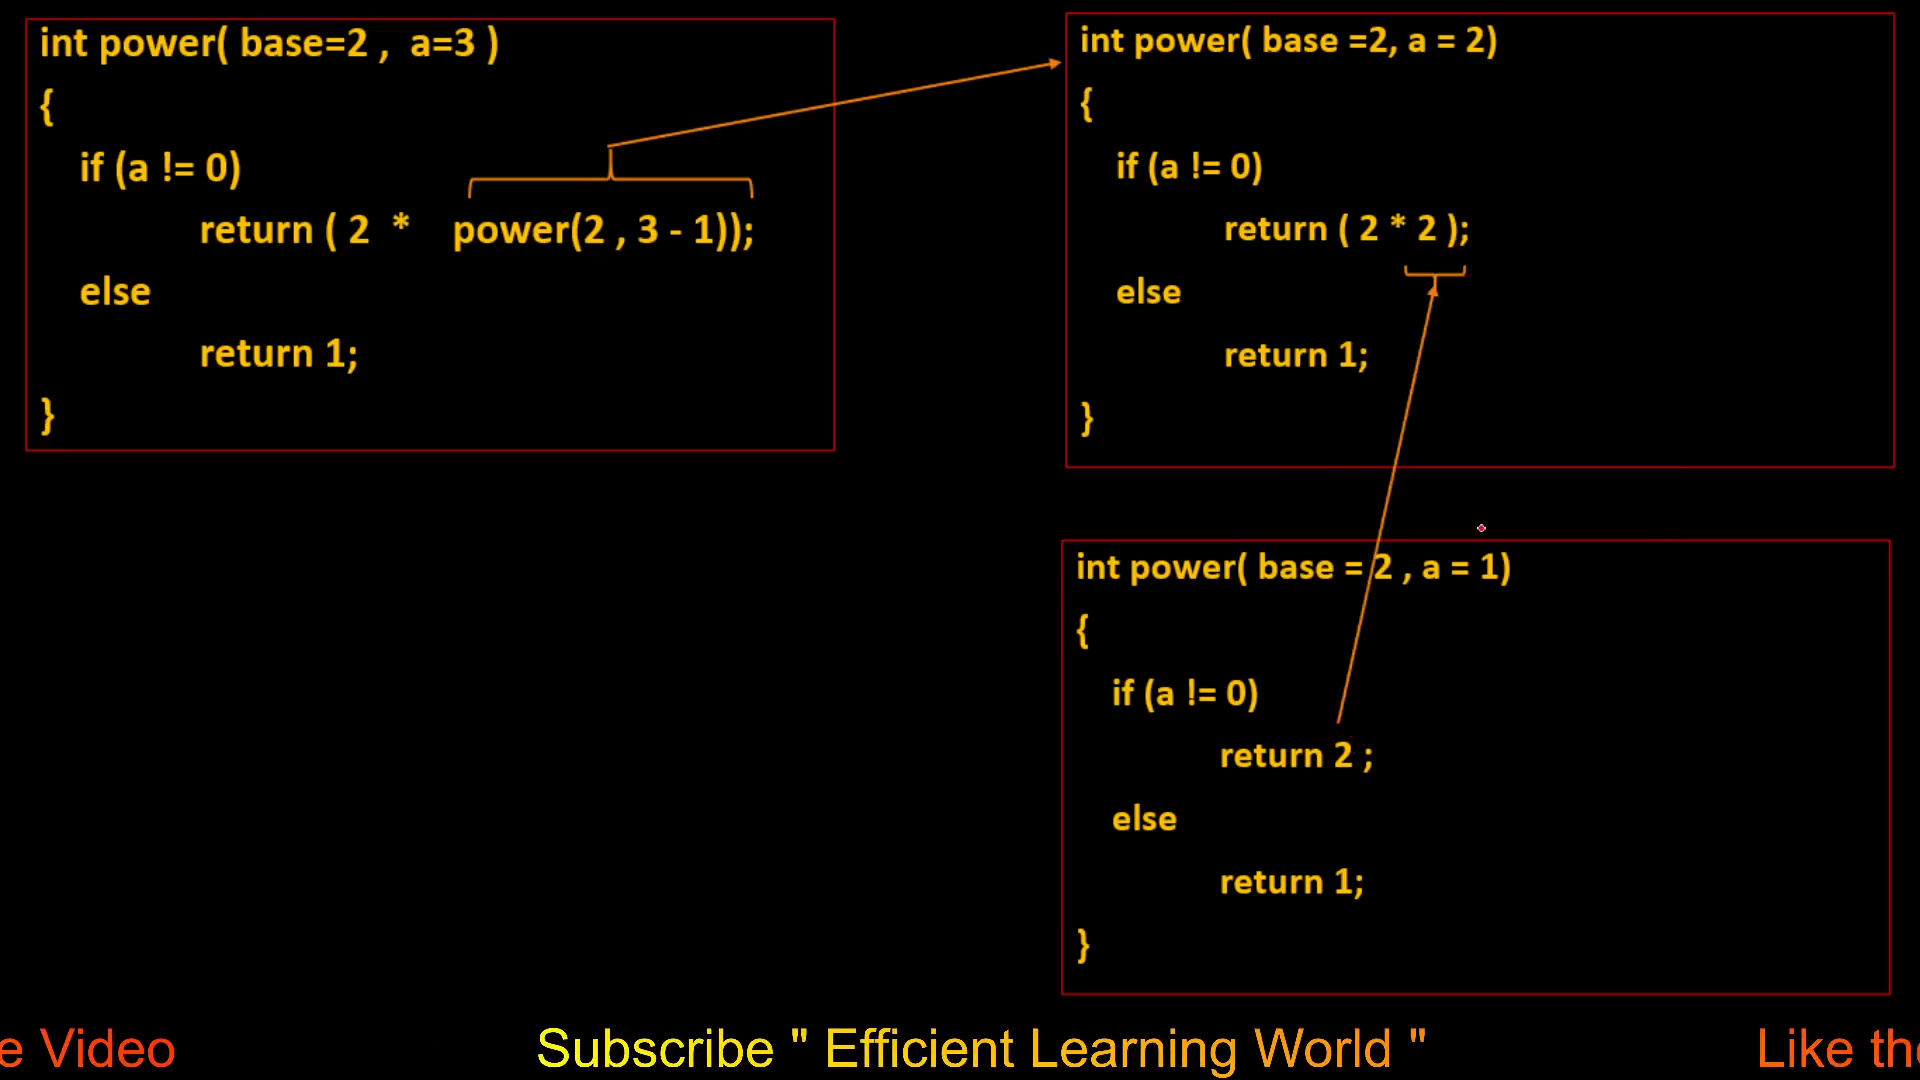 int power( base=2 ,  a=3 )
{
if (a != 0)
return ( 2  *   power(2 , 3 - 1));
else
return 1;
}
int power( base =2, a = 2)
{
if (a != 0)
return ( 2 * 2 );
else
return 1;
}
int power( base = 2 , a = 1)
{
if (a != 0)
return 2 ;
else
return 1;
}
e Video Subscribe " Efficient Learning World " Like the